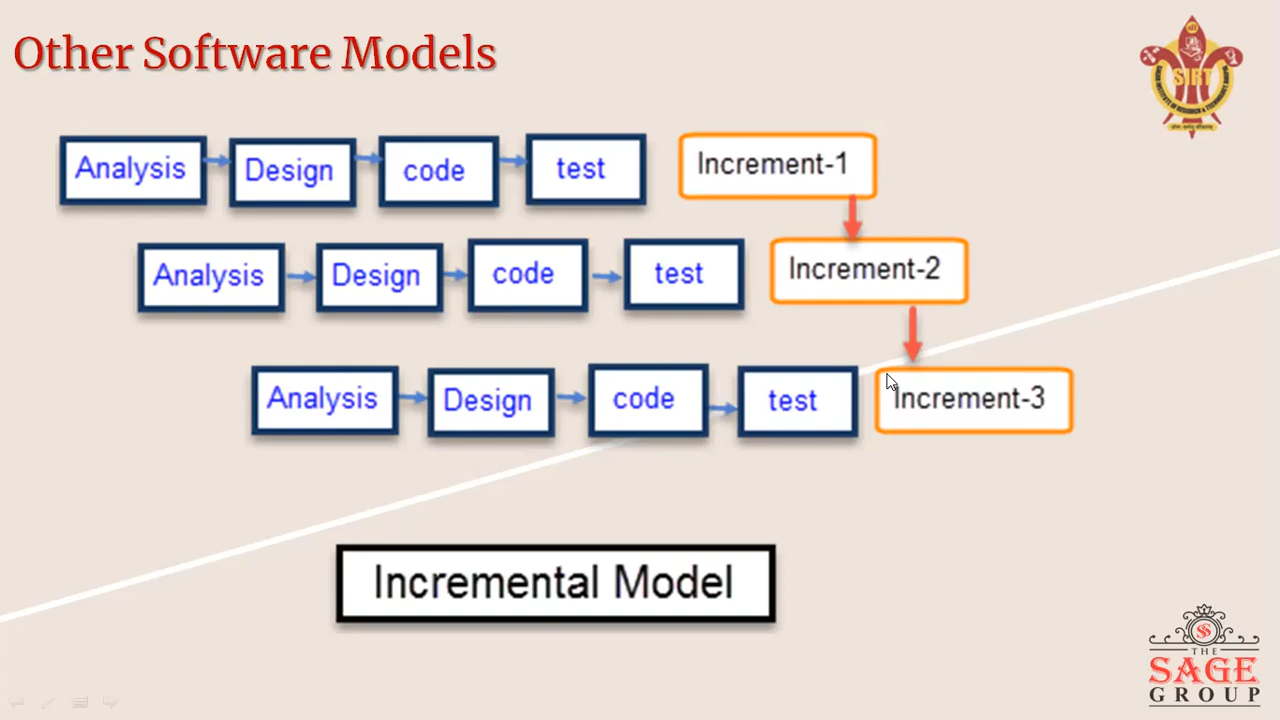 Other Software Models
SIRT
Analysis Design code test Increment-1
Analysis Design code test Increment-2
Analysis Design code test Increment-3
Incremental Model
THE
SAGE
GROUP